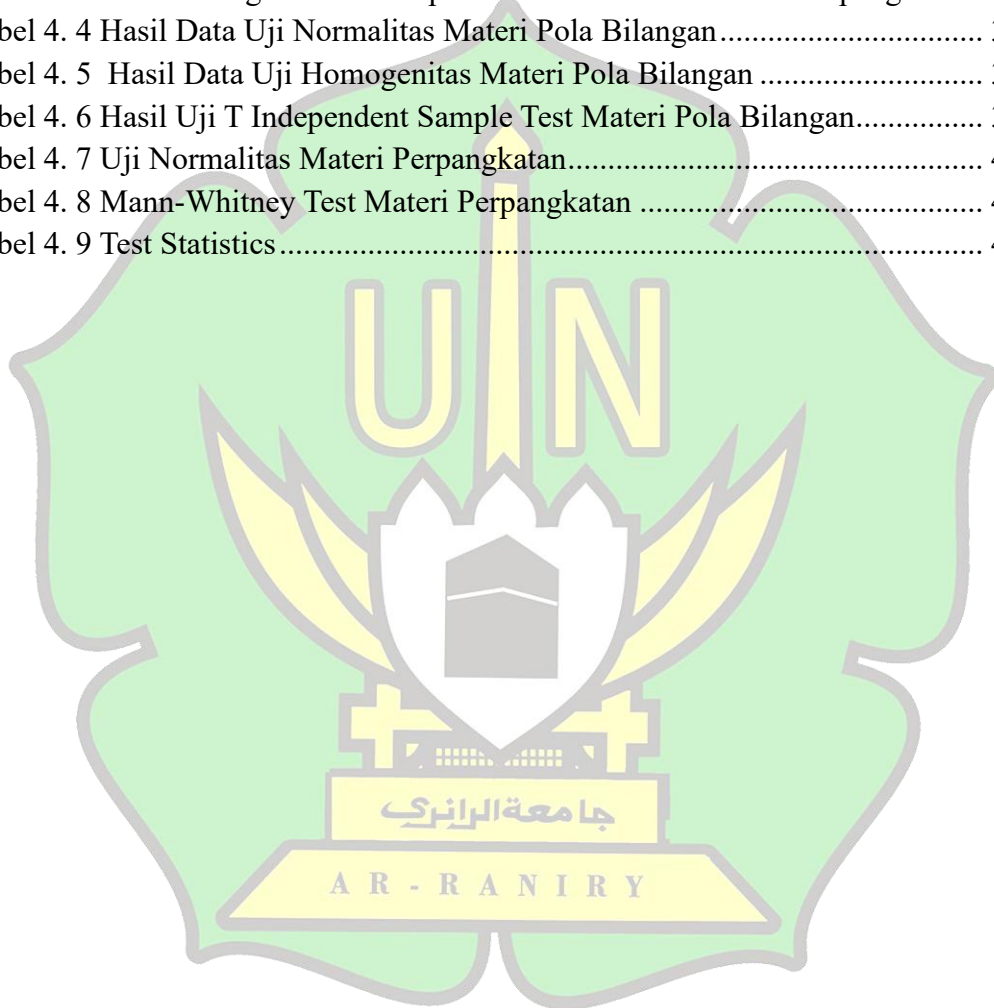 bel 4. 4 Hasil Data Uji Normalitas Materi Pola Bilangan
bel 4. 5 Hasil Data Uji Homogenitas Materi Pola Bilangan
bel 4. 6 Hasil Uji T Independent Sample Test Materi Pola Bilangan
bel 4. 7 Uji Normalitas Materi Perpangkatan
bel 4. 8 Mann-Whitney Test Materi Perpangkatan
bel 4. 9 Test Statistics
UIN
جامعةالرانري
AR-RANIRY